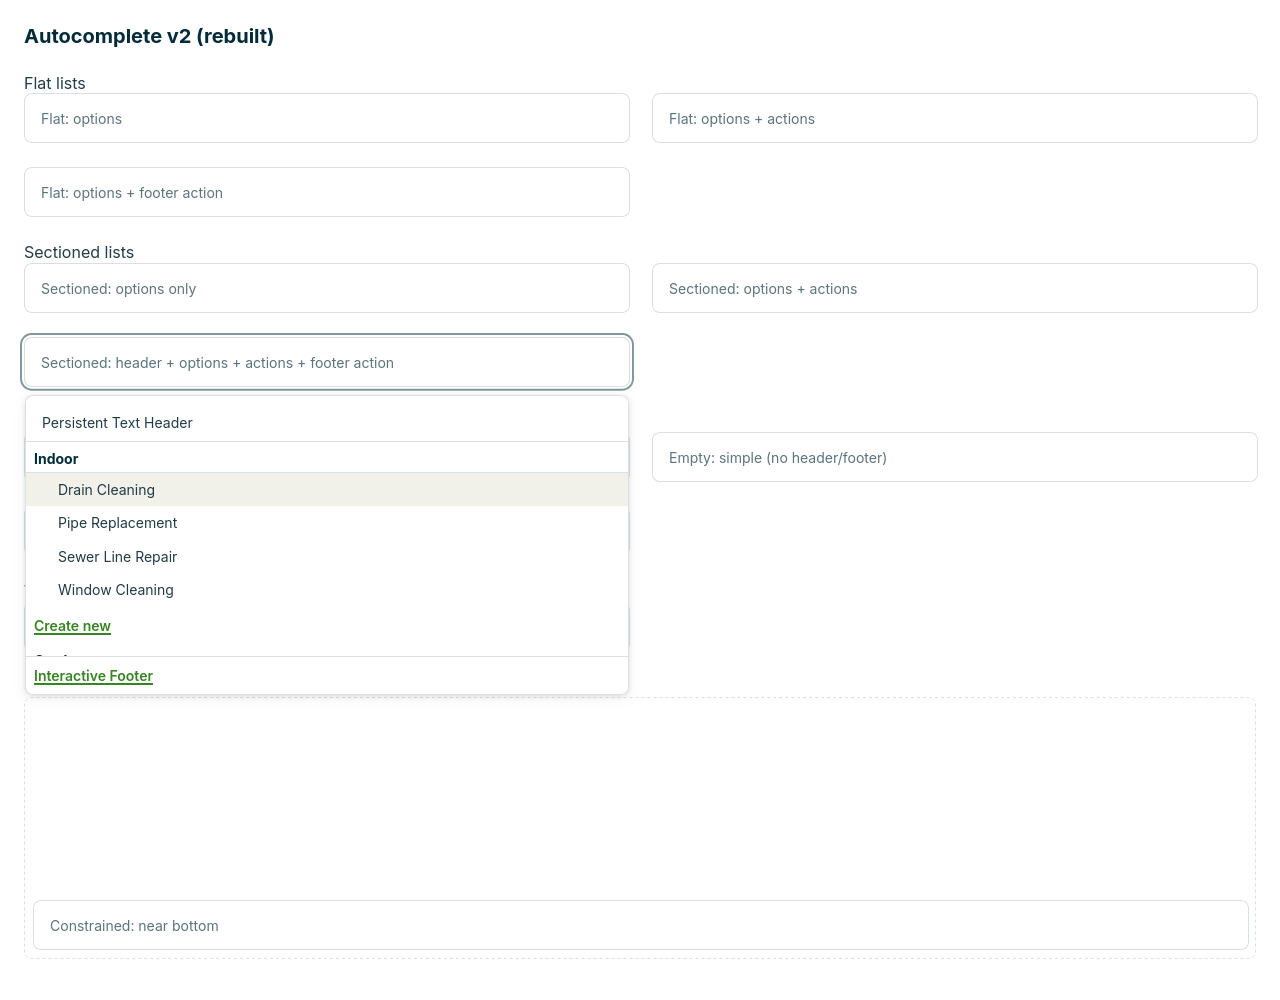 Autocomplete v2 (rebuilt)
Flat lists
Flat: options
Flat: options + actions
Flat: options + footer action
Sectioned lists
Sectioned: options only
Sectioned: options + actions
Sectioned: header + options + actions + footer action
Persistent Text Header
Indoor
Empty: simple (no header/footer)
Drain Cleaning
Pipe Replacement
Sewer Line Repair
Window Cleaning
Create new
Interactive Footer
Constrained: near bottom